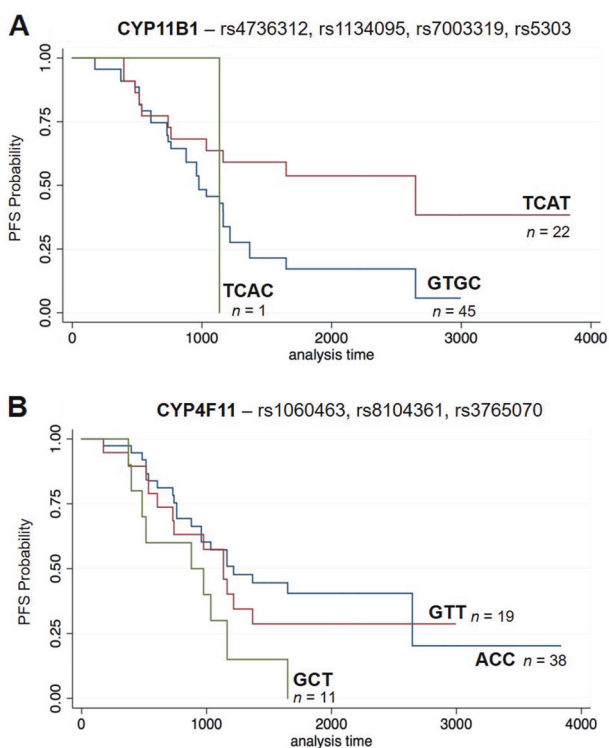 A
CYP11B1 – rs4736312, rs1134095, rs7003319, rs5303
PFS Probability
1.00
0.75
0.50
0.25
0.00
TCAT
n = 22
GTGC
n = 45
TCAC
n = 1
0 1000 2000 3000 4000
analysis time
B
CYP4F11 – rs1060463, rs8104361, rs3765070
PFS Probability
1.00
0.75
0.50
0.25
0.00
GTT n = 19
ACC n = 38
GCT
n = 11
0 1000 2000 3000 4000
analysis time